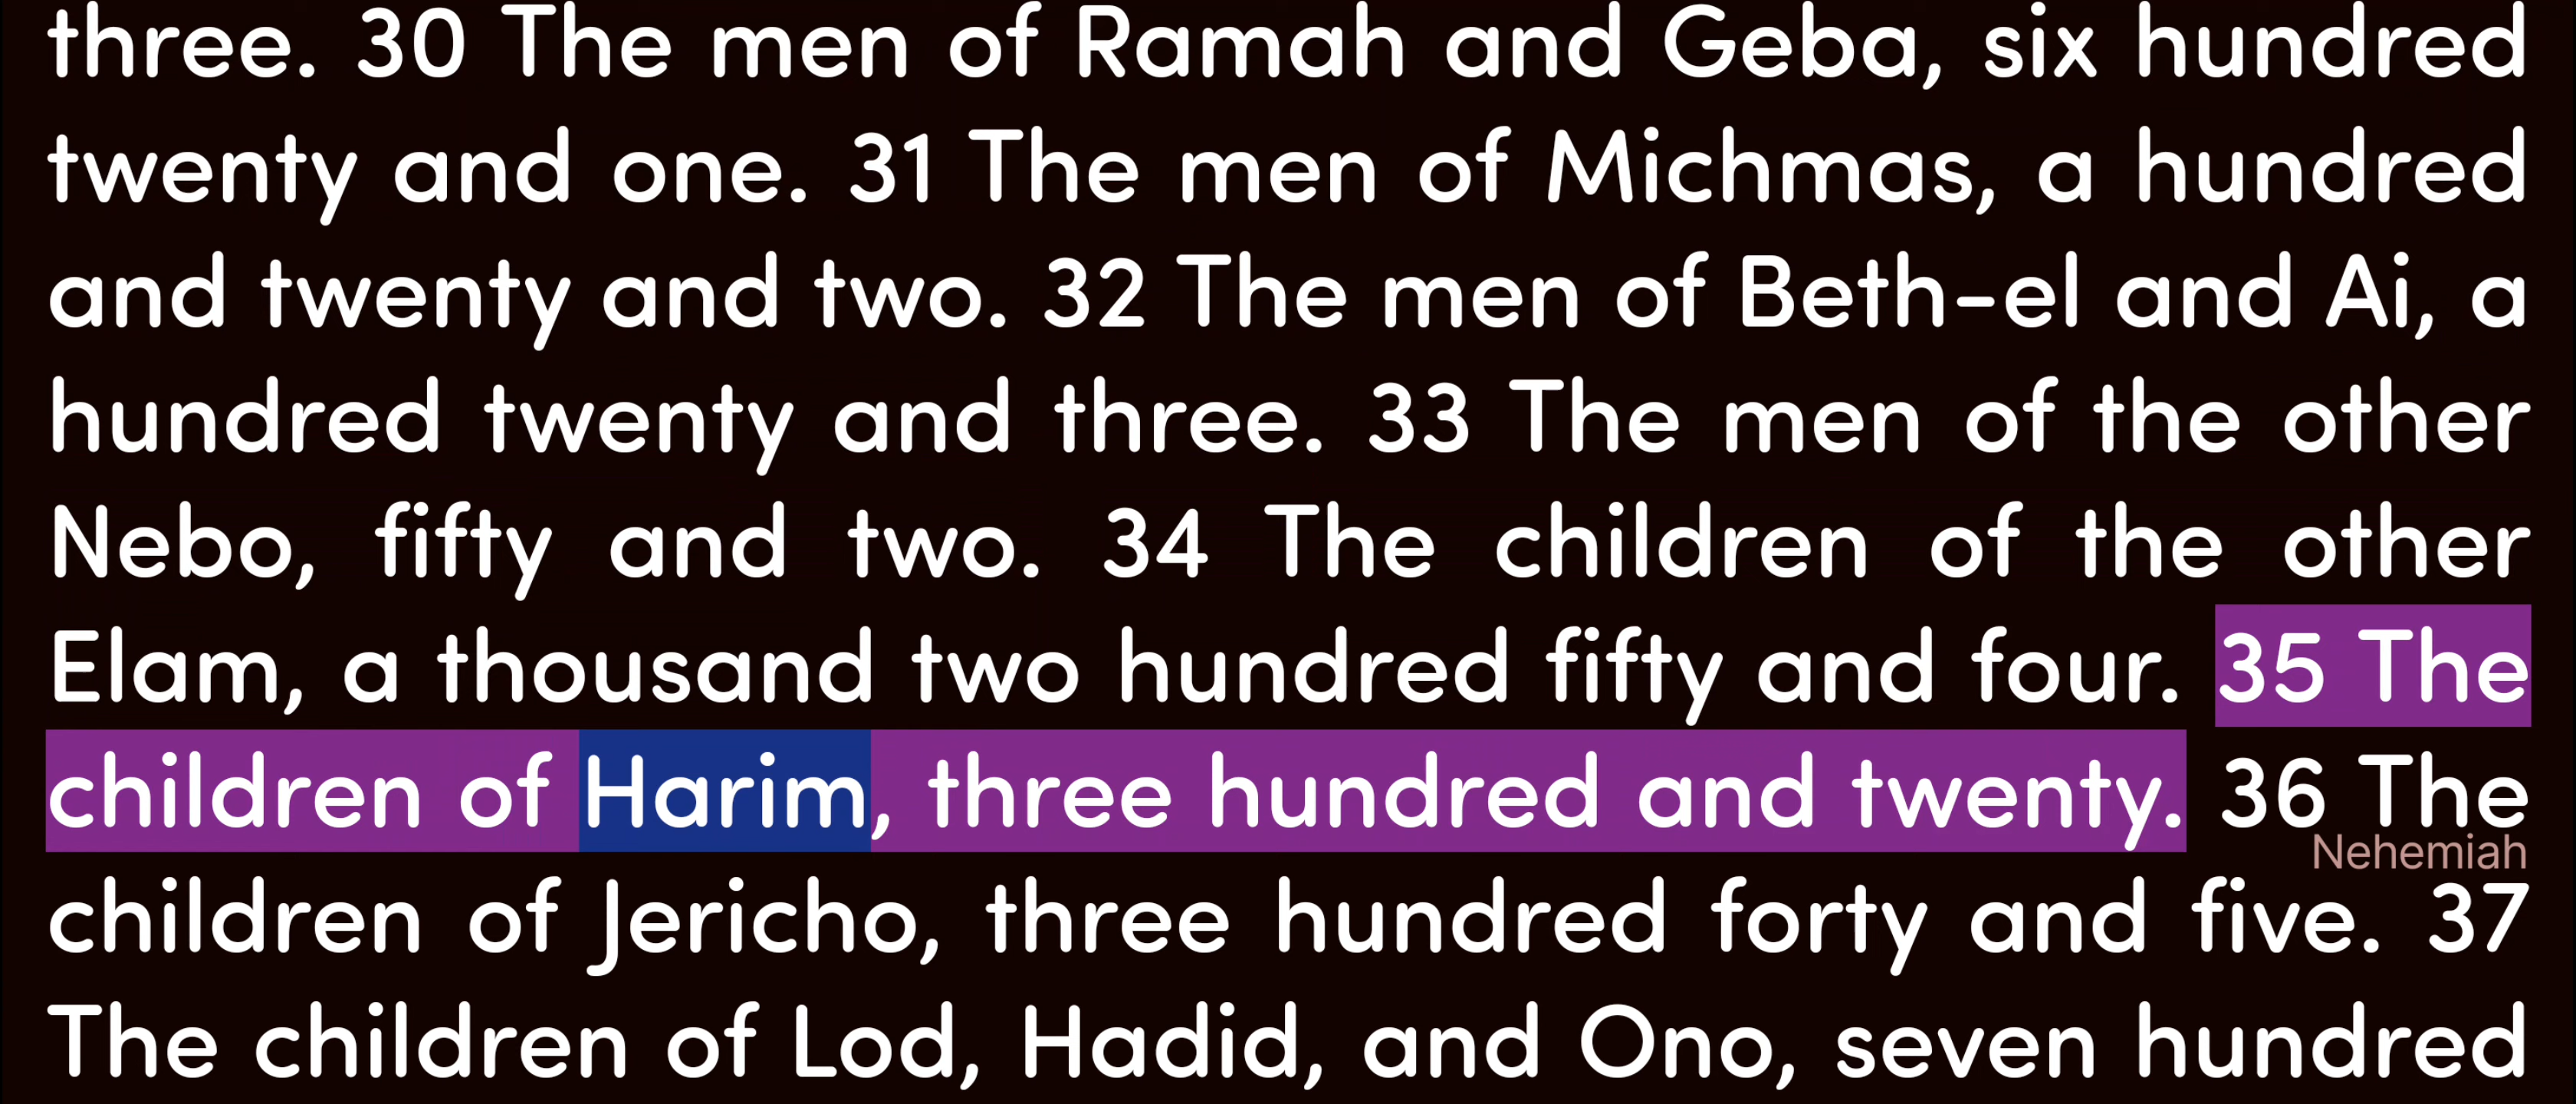 three. 30 The men of Ramah and Geba, six hundred
twenty and one. 31 The men of Michmas, a hundred
and twenty and two. 32 The men of Beth-el and Ai, a
hundred twenty and three. 33 The men of the other
Nebo, fifty and two. 34 The children of the other
Elam, a thousand two hundred fifty and four. 35 The
children of Harim, three hundred and twenty. 36 The
Nehemiah
children of Jericho, three hundred forty and five. 37
The children of Lod, Hadid, and Ono, seven hundred